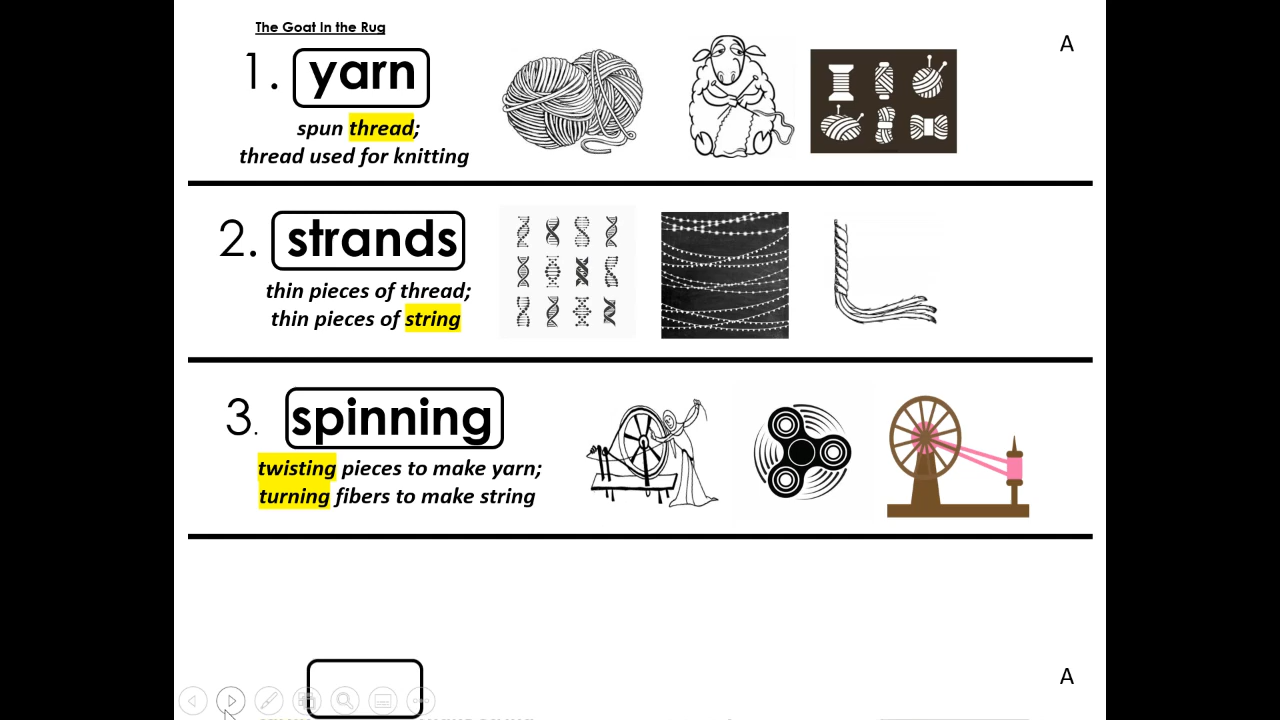 The Goat In the Rug
A
1. yarn
spun thread;
thread used for knitting
2. strands
thin pieces of thread;
thin pieces of string
3. spinning
twisting pieces to make yarn;
turning fibers to make string
A